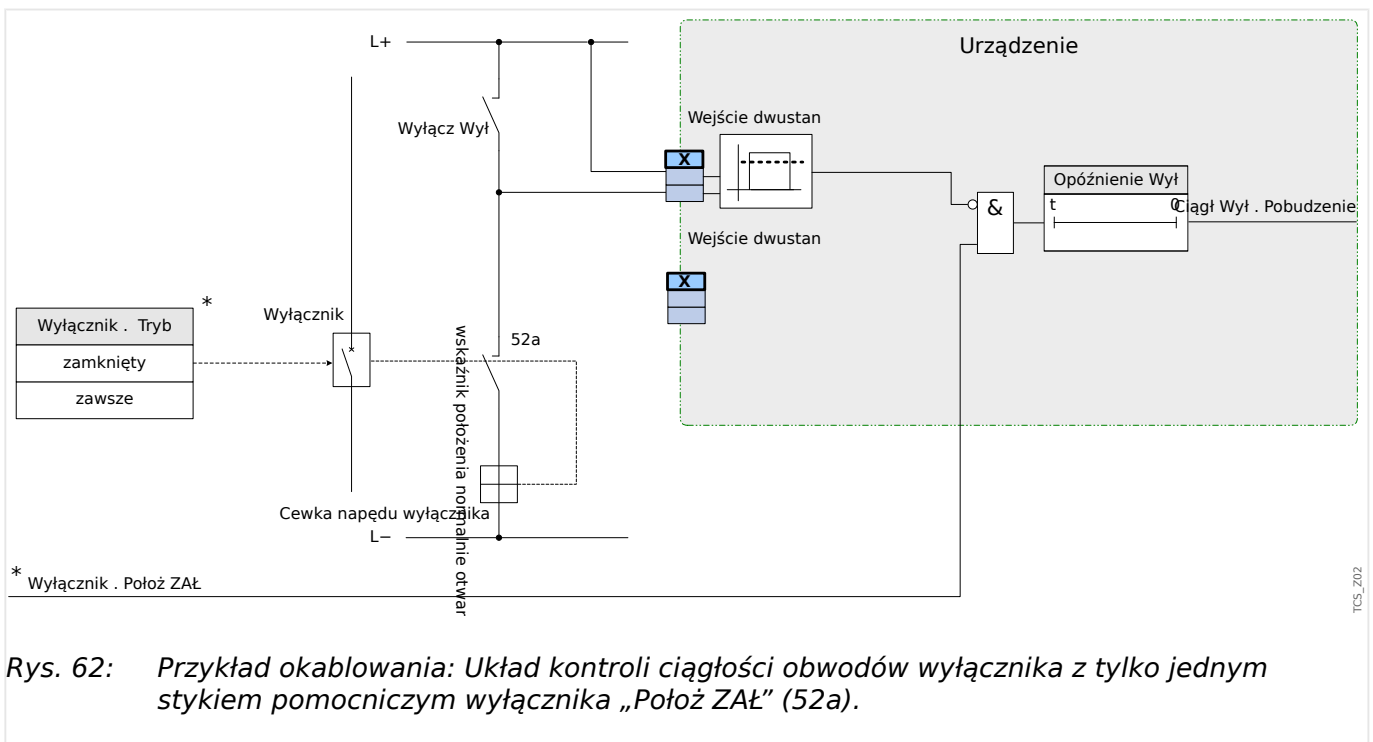 L+
Urządzenie
Wyłącz Wył
Wejście dwustan
X
Opóźnienie Wył
t
0
&
Ciągł Wył . Pobudzenie
Wejście dwustan
X
*
Wyłącznik . Tryb
zamknięty
zawsze
Wyłącznik
52a
wskaźnik położenia normalnie otwar
Cewka napędu wyłącznika
L−
* Wyłącznik . Położ ZAŁ
TCS_Z02
Rys. 62: Przykład okablowania: Układ kontroli ciągłości obwodów wyłącznika z tylko jednym
stykiem pomocniczym wyłącznika „Położ ZAŁ” (52a).